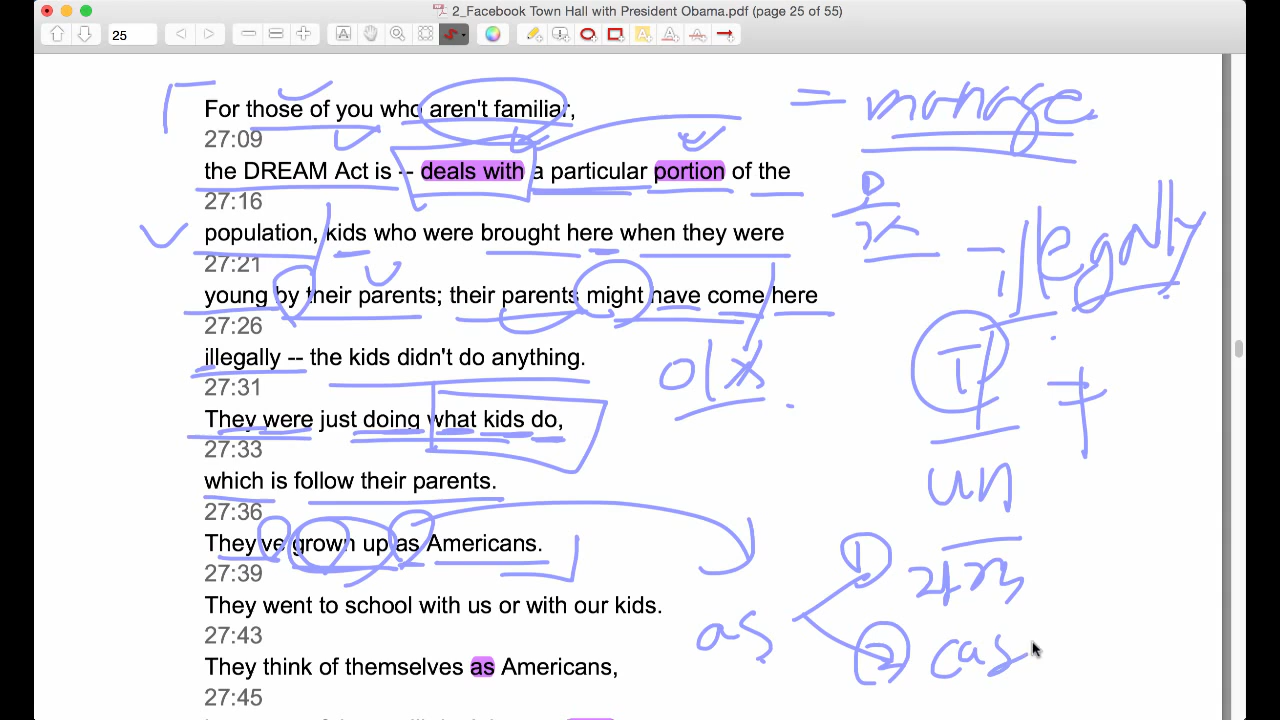 2_Facebook Town Hall with President Obama.pdf (page 25 of 55)
25
For those of you who aren't familiar,
= manage
27:09
the DREAM Act is -- deals with a particular portion of the
27:16
population, kids who were brought here when they were
illegally
27:21
young by their parents; their parents might have come here
27:26
illegally -- the kids didn't do anything.
27:31
They were just doing what kids do,
27:33
which is follow their parents.
un
27:36
They've grown up as Americans.
27:39
They went to school with us or with our kids.
as
①
② cas
27:43
They think of themselves as Americans,
27:45